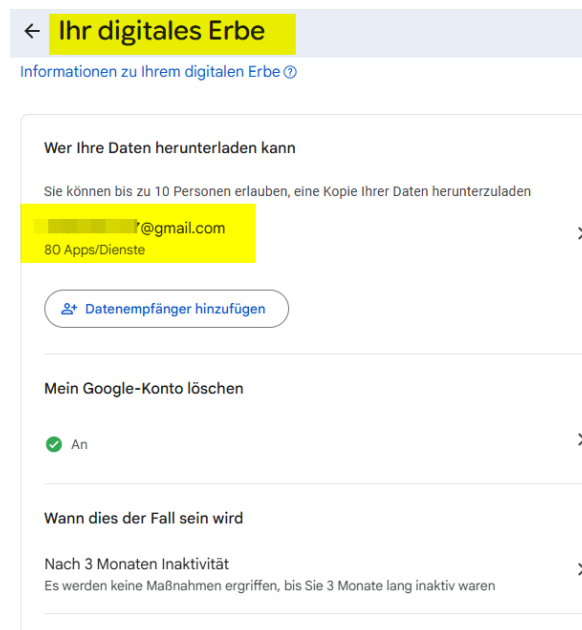 Ihr digitales Erbe
Informationen zu Ihrem digitalen Erbe
Wer Ihre Daten herunterladen kann
Sie können bis zu 10 Personen erlauben, eine Kopie Ihrer Daten herunterzuladen
@gmail.com
80 Apps/Dienste
Datenempfänger hinzufügen
Mein Google-Konto löschen
An
Wann dies der Fall sein wird
Nach 3 Monaten Inaktivität
Es werden keine Maßnahmen ergriffen, bis Sie 3 Monate lang inaktiv waren